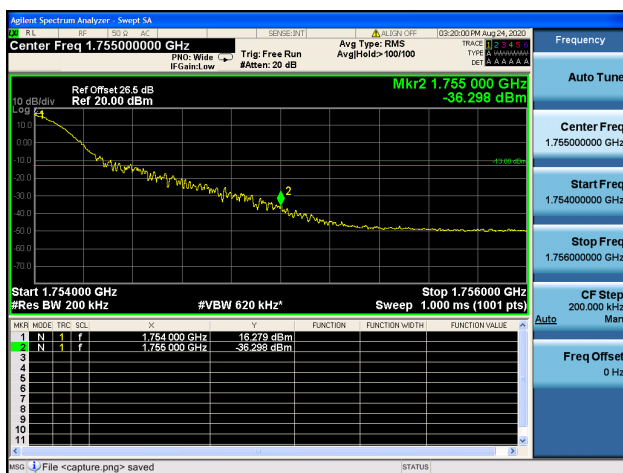 Agilent Spectrum Analyzer - Swept SA
LXI RL RF 50 Ω AC SENSE:INT ALIGN OFF 03:20:00 PM Aug 24, 2020
Center Freq 1.755000000 GHz
PNO: Wide
IFGain:Low
Trig: Free Run
#Atten: 20 dB
Avg Type: RMS
Avg|Hold:>100/100
TRACE 1 2 3 4 5 6
TYPE A
DET A A A A A A
Mkr2 1.755 000 GHz
-36.298 dBm
Ref Offset 26.5 dB
Ref 20.00 dBm
10 dB/div
Log
1
10.0
0.00
-10.0
-13.00 dBm
-20.0
-30.0
2
-40.0
-50.0
-60.0
-70.0
Start 1.754000 GHz Stop 1.756000 GHz
#Res BW 200 kHz #VBW 620 kHz* Sweep 1.000 ms (1001 pts)
MKR MODE TRC SCL X Y FUNCTION FUNCTION WIDTH FUNCTION VALUE
1 N 1 f 1.754 000 GHz 16.279 dBm
2 N 1 f 1.755 000 GHz -36.298 dBm
3
4
5
6
7
8
9
10
11
MSG File <capture.png> saved STATUS
Frequency
Auto Tune
Center Freq
1.755000000 GHz
Start Freq
1.754000000 GHz
Stop Freq
1.756000000 GHz
CF Step
200.000 kHz
Auto Man
Freq Offset
0 Hz